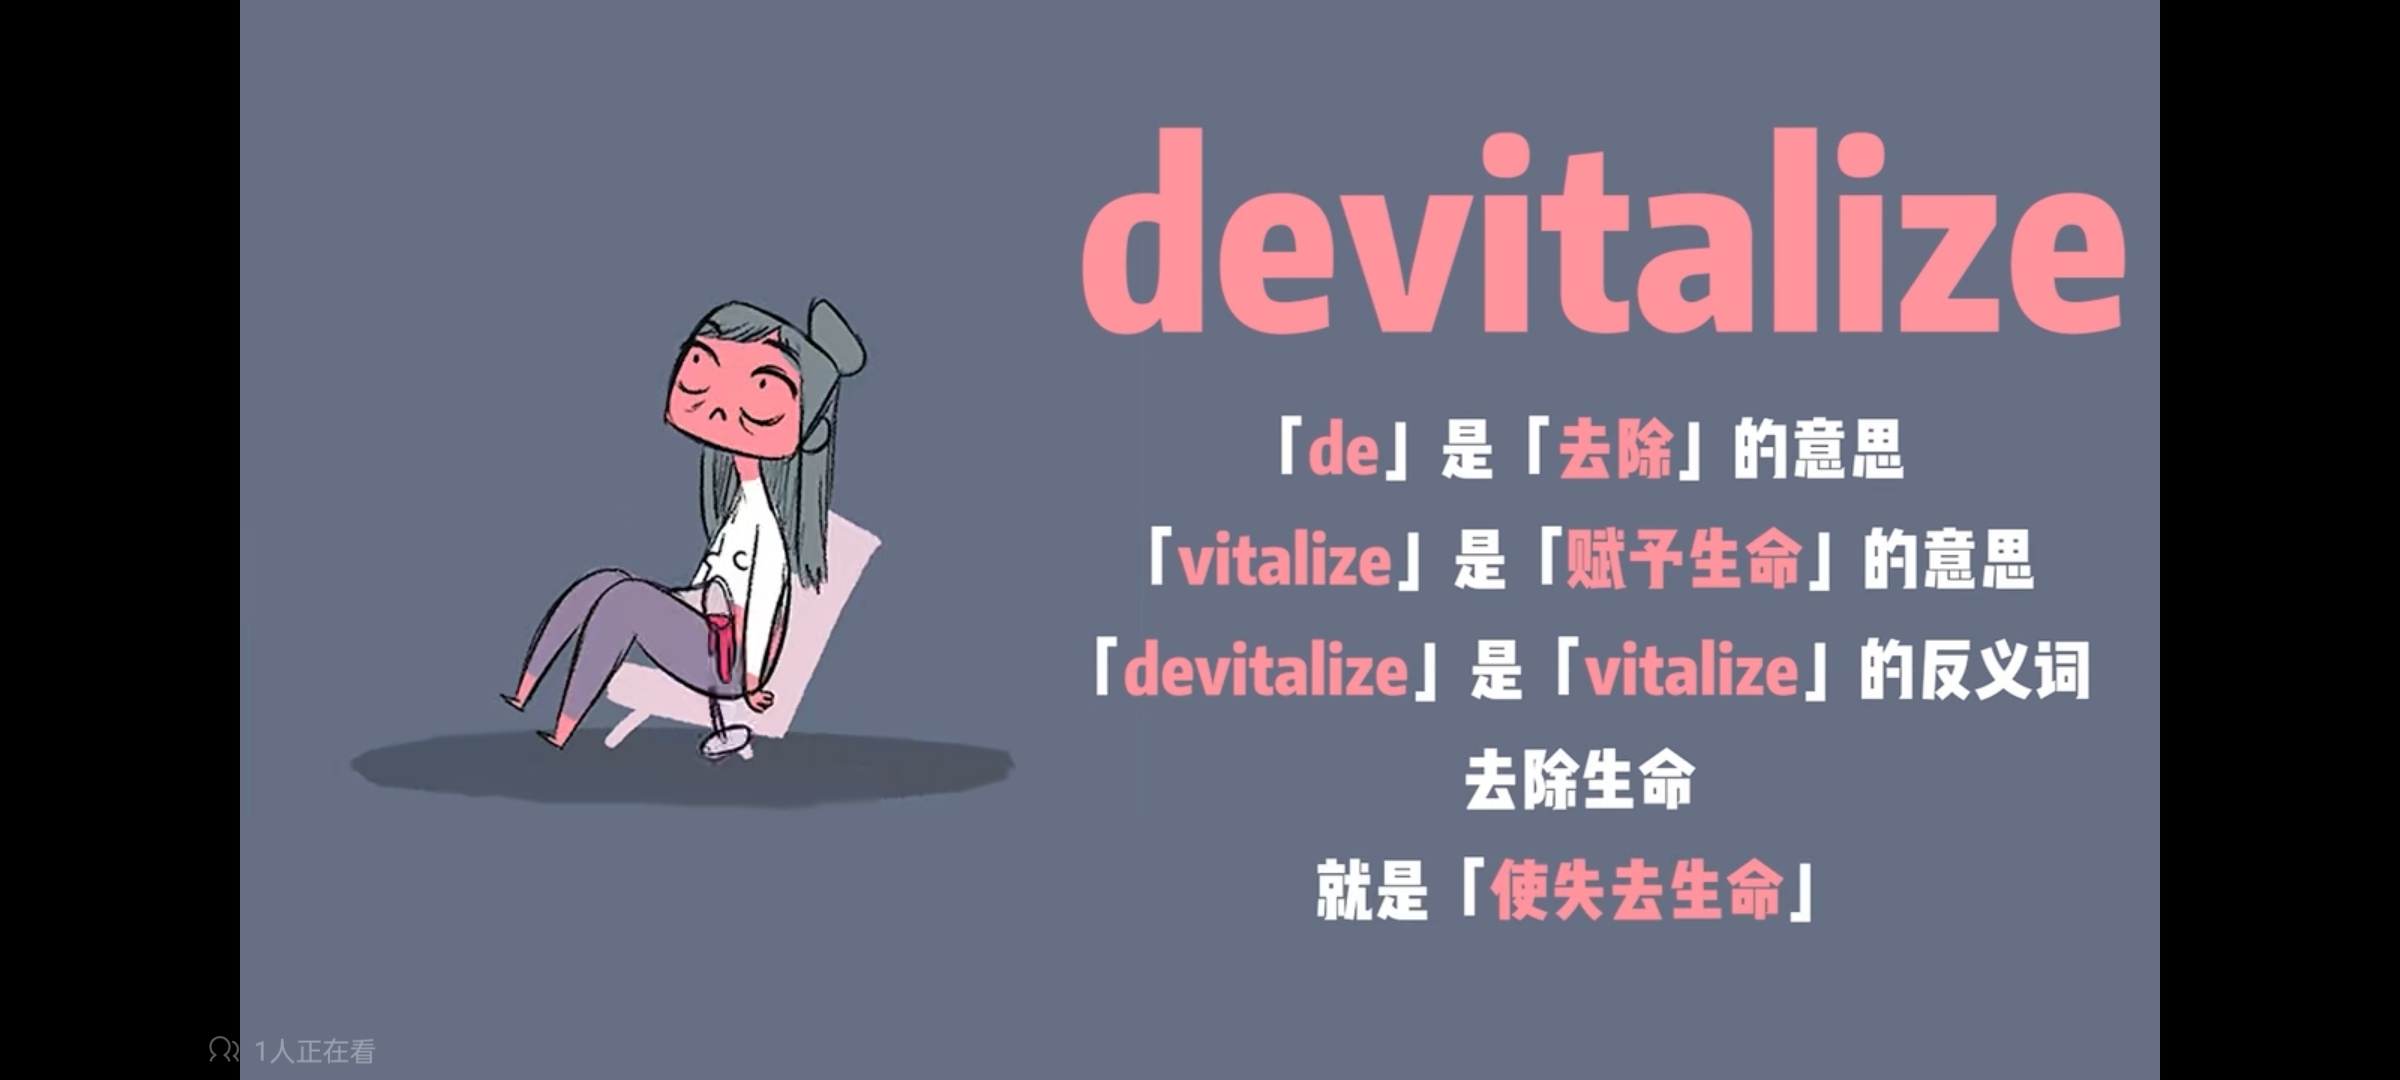 devitalize
「de」是「去除」的意思
「vitalize」是「赋予生命」的意思
「devitalize」是「vitalize」的反义词
去除生命
就是「使失去生命」
1人正在看